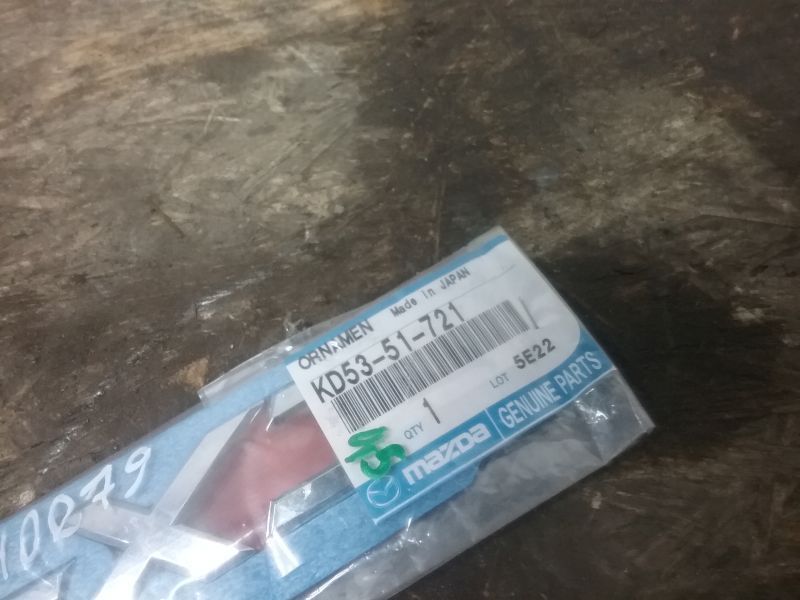 ORNAMEN Made in JAPAN
KD53-51-721
QTY 1 LOT 5E22
mazda GENUINE PARTS